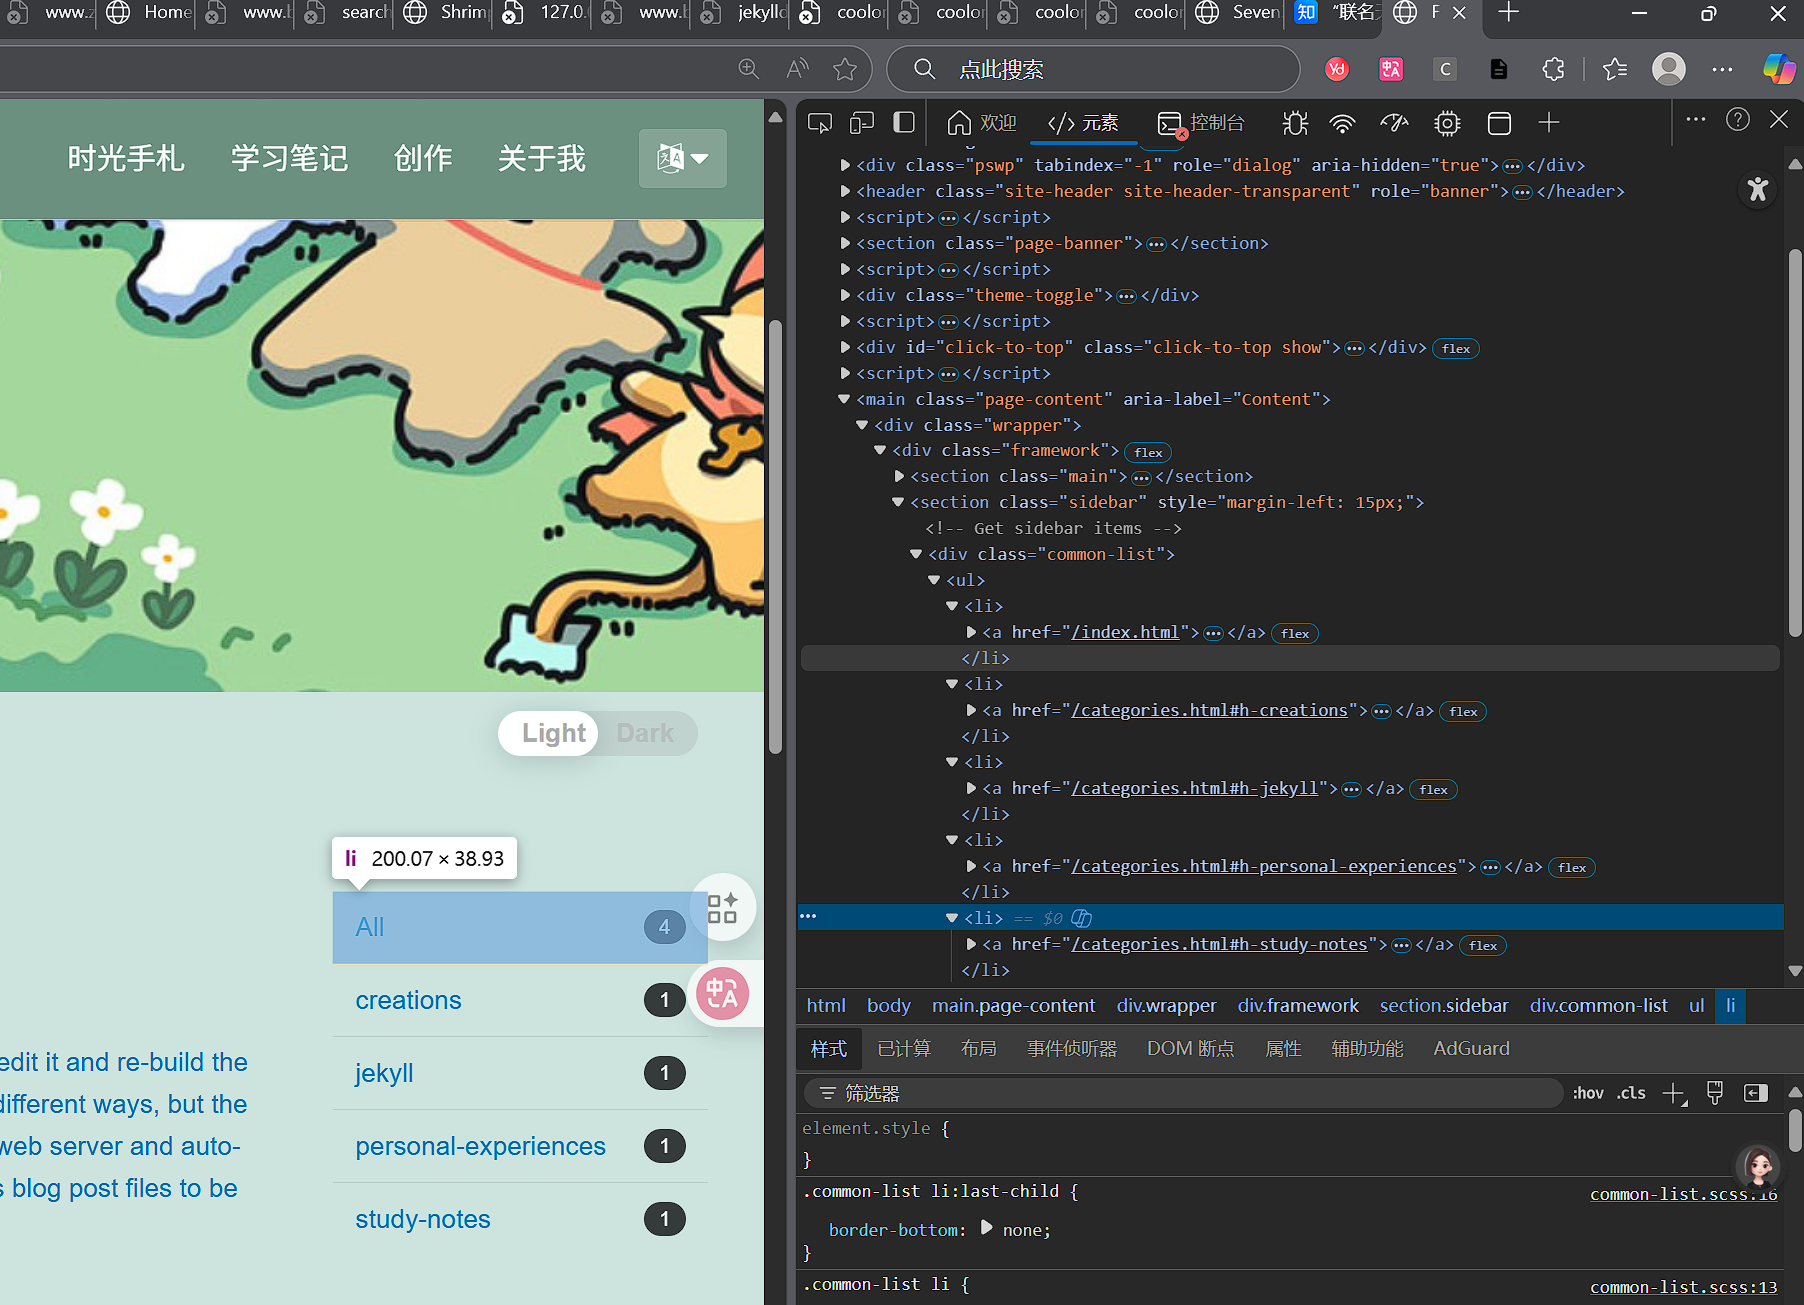 www.z
Home
www.b
search
Shrimp
127.0.
www.b
jekylld
coolor
coolor
coolor
coolor
Seven
知 “联名
F
点此搜索
时光手札 学习笔记 创作 关于我
Light Dark
li 200.07 × 38.93
All 4
creations 1
jekyll 1
personal-experiences 1
study-notes 1
edit it and re-build the
different ways, but the
web server and auto-
s blog post files to be
欢迎 </> 元素 控制台
<div class="pswp" tabindex="-1" role="dialog" aria-hidden="true">…</div>
<header class="site-header site-header-transparent" role="banner">…</header>
<script>…</script>
<section class="page-banner">…</section>
<script>…</script>
<div class="theme-toggle">…</div>
<script>…</script>
<div id="click-to-top" class="click-to-top show">…</div> flex
<script>…</script>
<main class="page-content" aria-label="Content">
<div class="wrapper">
<div class="framework"> flex
<section class="main">…</section>
<section class="sidebar" style="margin-left: 15px;">
<!-- Get sidebar items -->
<div class="common-list">
<ul>
<li>
<a href="/index.html">…</a> flex
</li>
<li>
<a href="/categories.html#h-creations">…</a> flex
</li>
<li>
<a href="/categories.html#h-jekyll">…</a> flex
</li>
<li>
<a href="/categories.html#h-personal-experiences">…</a> flex
</li>
<li> == $0
<a href="/categories.html#h-study-notes">…</a> flex
</li>
html body main.page-content div.wrapper div.framework section.sidebar div.common-list ul li
样式 已计算 布局 事件侦听器 DOM 断点 属性 辅助功能 AdGuard
筛选器 :hov .cls
element.style {
}
.common-list li:last-child { common-list.scss:16
border-bottom: none;
}
.common-list li { common-list.scss:13